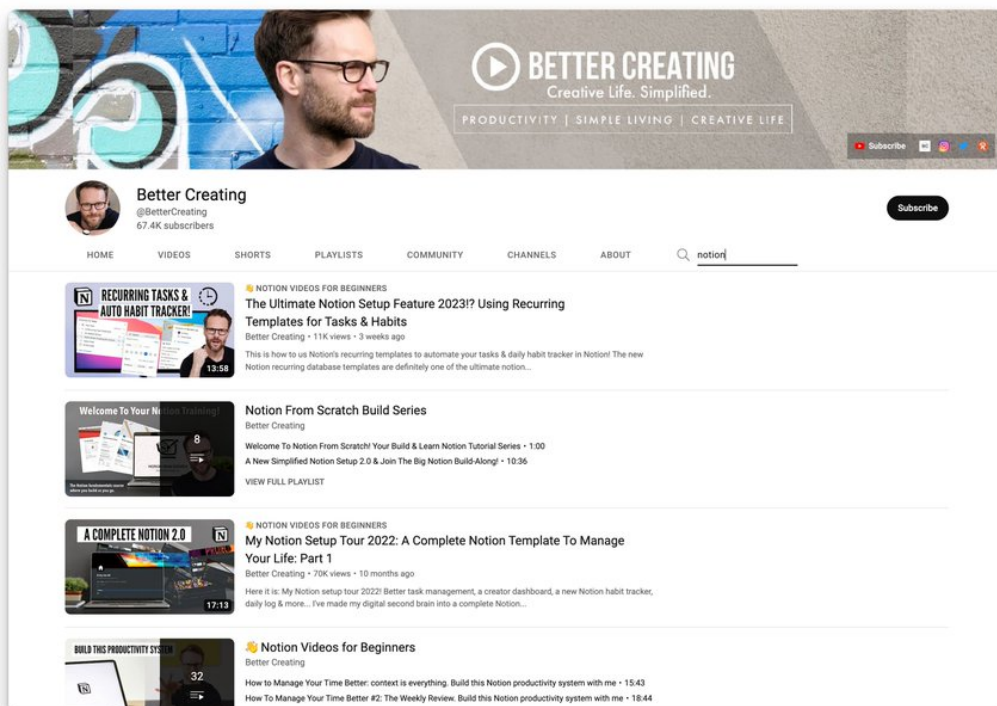 BETTER CREATING
Creative Life. Simplified.
PRODUCTIVITY | SIMPLE LIVING | CREATIVE LIFE
Subscribe
Better Creating
@BetterCreating
67.4K subscribers
Subscribe
HOME VIDEOS SHORTS PLAYLISTS COMMUNITY CHANNELS ABOUT notion
RECURRING TASKS &
AUTO HABIT TRACKER!
13:58
👋 NOTION VIDEOS FOR BEGINNERS
The Ultimate Notion Setup Feature 2023!? Using Recurring
Templates for Tasks & Habits
Better Creating • 11K views • 3 weeks ago
This is how to us Notion's recurring templates to automate your tasks & daily habit tracker in Notion! The new
Notion recurring database templates are definitely one of the ultimate notion...
Welcome To Your Notion Training!
8
The Notion fundamentals course
where you build as you go.
Notion From Scratch Build Series
Better Creating
Welcome To Notion From Scratch! Your Build & Learn Notion Tutorial Series • 1:00
A New Simplified Notion Setup 2.0 & Join The Big Notion Build-Along! • 10:36
VIEW FULL PLAYLIST
A COMPLETE NOTION 2.0
17:13
👋 NOTION VIDEOS FOR BEGINNERS
My Notion Setup Tour 2022: A Complete Notion Template To Manage
Your Life: Part 1
Better Creating • 70K views • 10 months ago
Here it is: My Notion setup tour 2022! Better task management, a creator dashboard, a new Notion habit tracker,
daily log & more... I've made my digital second brain into a complete Notion...
BUILD THIS PRODUCTIVITY SYSTEM
32
👋 Notion Videos for Beginners
Better Creating
How to Manage Your Time Better: context is everything. Build this Notion productivity system with me • 15:43
How To Manage Your Time Better #2: The Weekly Review. Build this Notion productivity system with me • 18:44